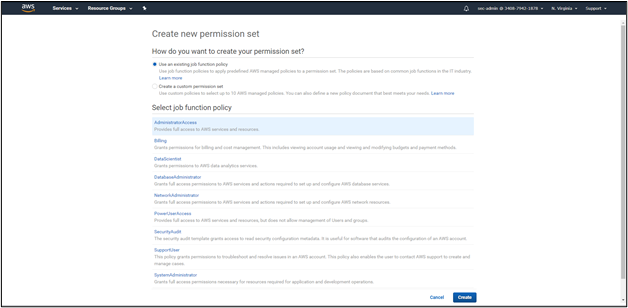 aws Services Resource Groups sec-admin @ 3408-7942-1878 N. Virginia Support
Create new permission set
How do you want to create your permission set?
Use an existing job function policy
Use job function policies to apply predefined AWS managed policies to a permission set. The policies are based on common job functions in the IT industry.
Learn more
Create a custom permission set
Use custom policies to select up to 10 AWS managed policies. You can also define a new policy document that best meets your needs. Learn more
Select job function policy
AdministratorAccess
Provides full access to AWS services and resources.
Billing
Grants permissions for billing and cost management. This includes viewing account usage and viewing and modifying budgets and payment methods.
DataScientist
Grants permissions to AWS data analytics services.
DatabaseAdministrator
Grants full access permissions to AWS services and actions required to set up and configure AWS database services.
NetworkAdministrator
Grants full access permissions to AWS services and actions required to set up and configure AWS network resources.
PowerUserAccess
Provides full access to AWS services and resources, but does not allow management of Users and groups.
SecurityAudit
The security audit template grants access to read security configuration metadata. It is useful for software that audits the configuration of an AWS account.
SupportUser
This policy grants permissions to troubleshoot and resolve issues in an AWS account. This policy also enables the user to contact AWS support to create and
manage cases.
SystemAdministrator
Grants full access permissions necessary for resources required for application and development operations.
Cancel Create